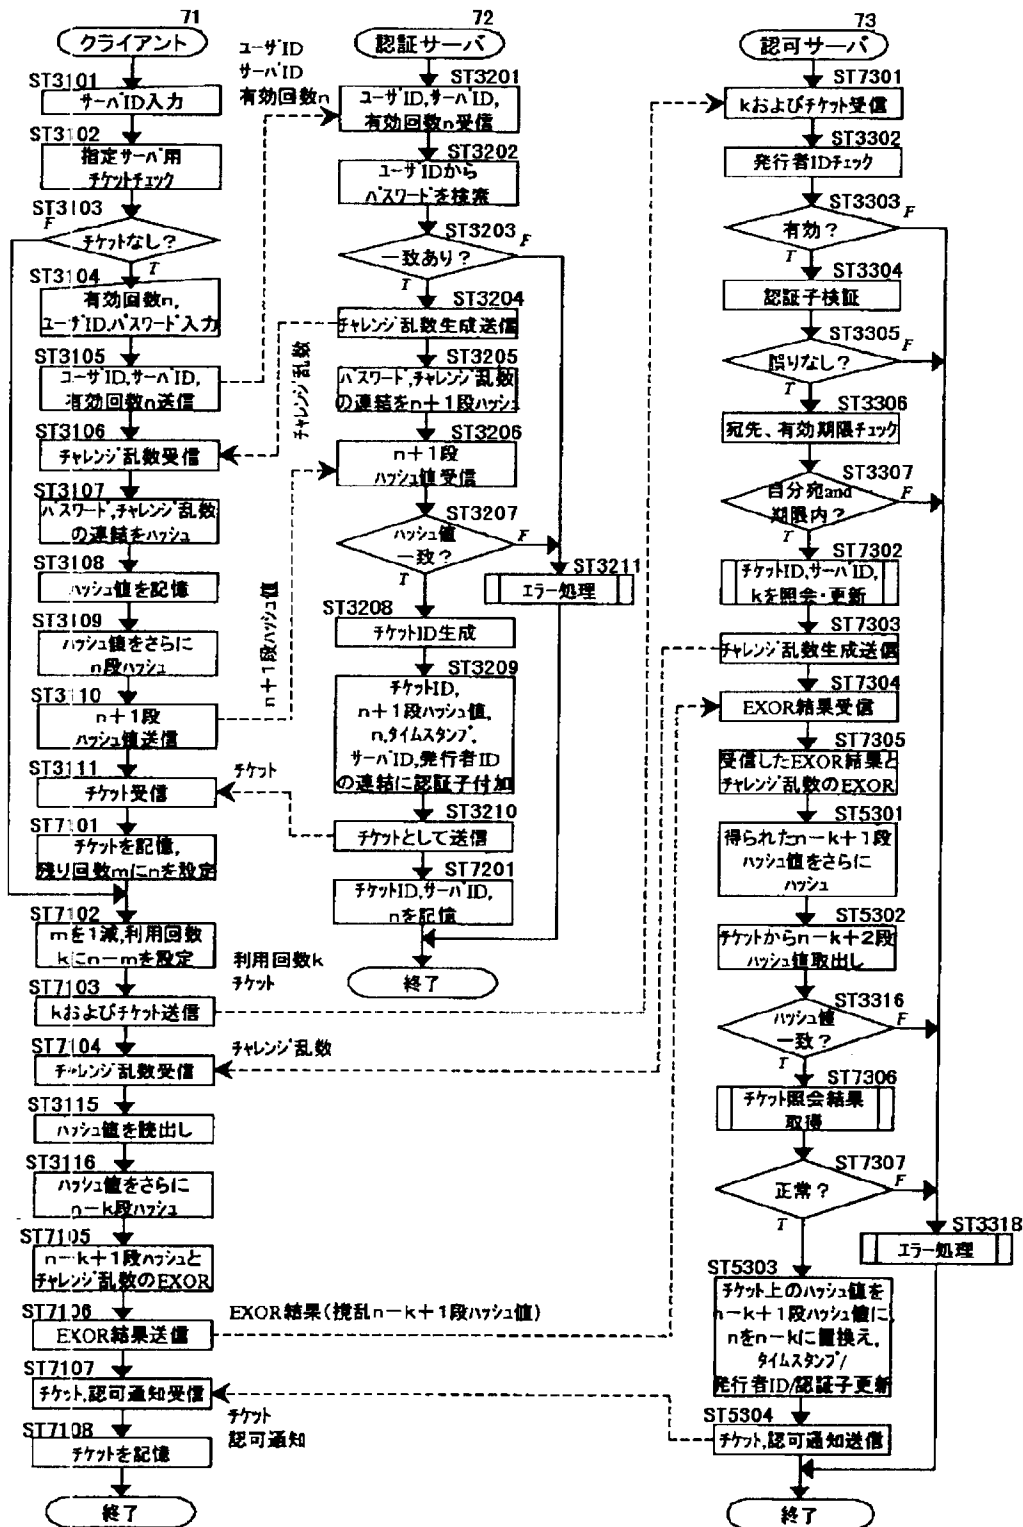 71
クライアント
ST3101
サーバID入力
ST3102
指定サーバ用
チケットチェック
ST3103
F
チケットなし?
T
ST3104
有効回数n,
ユーザID,パスワード入力
ST3105
ユーザID,サーバID,
有効回数n送信
ST3106
チャレンジ乱数受信
ST3107
パスワード,チャレンジ乱数
の連結をハッシュ
ST3108
ハッシュ値を記憶
ST3109
ハッシュ値をさらに
n段ハッシュ
ST3110
n+1段
ハッシュ値送信
ST3111
チケット受信
ST7101
チケットを記憶,
残り回数mにnを設定
ST7102
mを1減,利用回数
kにn-mを設定
ST7103
kおよびチケット送信
ST7104
チャレンジ乱数受信
ST3115
ハッシュ値を読出し
ST3116
ハッシュ値をさらに
n-k段ハッシュ
ST7105
n-k+1段ハッシュと
チャレンジ乱数のEXOR
ST7106
EXOR結果送信
ST7107
チケット,認可通知受信
ST7108
チケットを記憶
終了
ユーザID
サーバID
有効回数n
チャレンジ乱数
n+1段ハッシュ値
チケット
利用回数k
チケット
チャレンジ乱数
EXOR結果(撹乱n-k+1段ハッシュ値)
チケット
認可通知
72
認証サーバ
ST3201
ユーザID,サーバID,
有効回数n受信
ST3202
ユーザIDから
パスワードを検索
ST3203
F
一致あり?
T
ST3204
チャレンジ乱数生成送信
ST3205
パスワード,チャレンジ乱数
の連結をn+1段ハッシュ
ST3206
n+1段
ハッシュ値受信
ST3207
ハッシュ値
一致?
F
T
ST3211
エラー処理
ST3208
チケットID生成
ST3209
チケットID,
n+1段ハッシュ値,
n,タイムスタンプ,
サーバID,発行者ID
の連結に認証子付加
ST3210
チケットとして送信
ST7201
チケットID,サーバID,
nを記憶
終了
73
認可サーバ
ST7301
kおよびチケット受信
ST3302
発行者IDチェック
ST3303
F
有効?
T
ST3304
認証子検証
ST3305
F
誤りなし?
T
ST3306
宛先、有効期限チェック
ST3307
自分宛and
期限内?
F
T
ST7302
チケットID,サーバID,
kを照会・更新
ST7303
チャレンジ乱数生成送信
ST7304
EXOR結果受信
ST7305
受信したEXOR結果と
チャレンジ乱数のEXOR
ST5301
得られたn-k+1段
ハッシュ値をさらに
ハッシュ
ST5302
チケットからn-k+2段
ハッシュ値取出し
ST3316
ハッシュ値
一致?
F
T
ST7306
チケット照会結果
取得
ST7307
正常?
F
T
ST3318
エラー処理
ST5303
チケット上のハッシュ値を
n-k+1段ハッシュ値に,
nをn-kに置換え,
タイムスタンプ/
発行者ID/認証子更新
ST5304
チケット,認可通知送信
終了